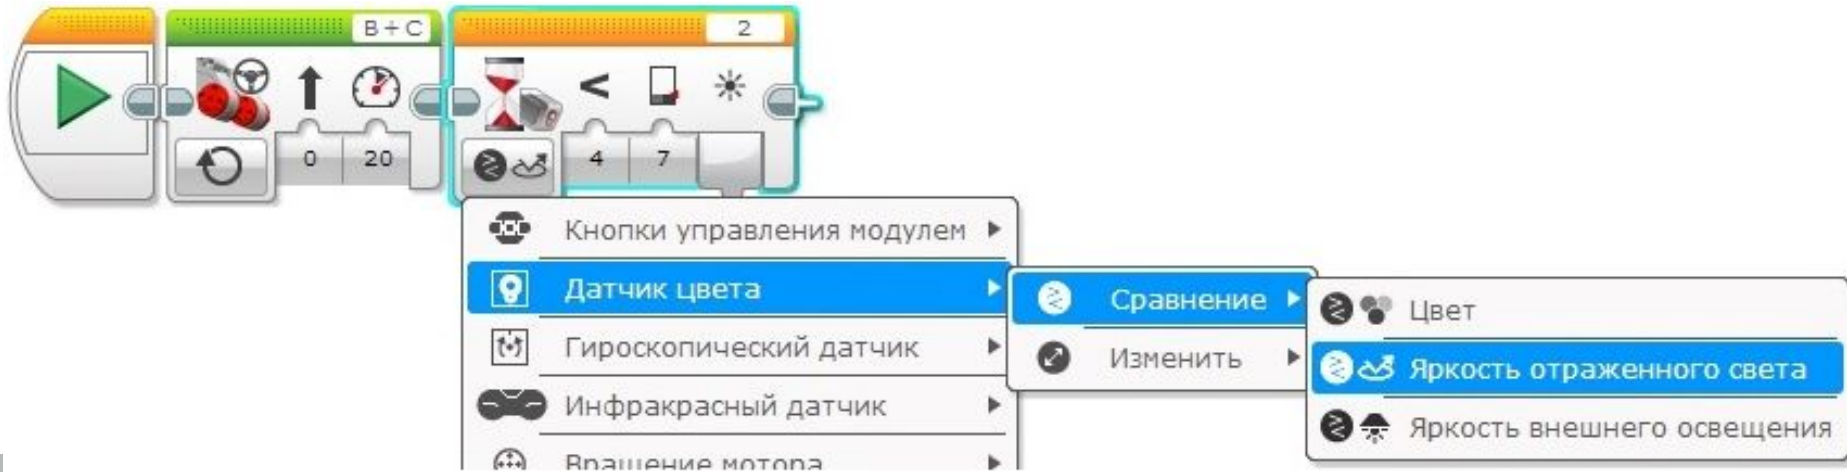 B + C
2
<
0
20
4
7
Кнопки управления модулем
Датчик цвета
Сравнение
Цвет
Гироскопический датчик
Изменить
Яркость отраженного света
Инфракрасный датчик
Яркость внешнего освещения
Вращение мотора